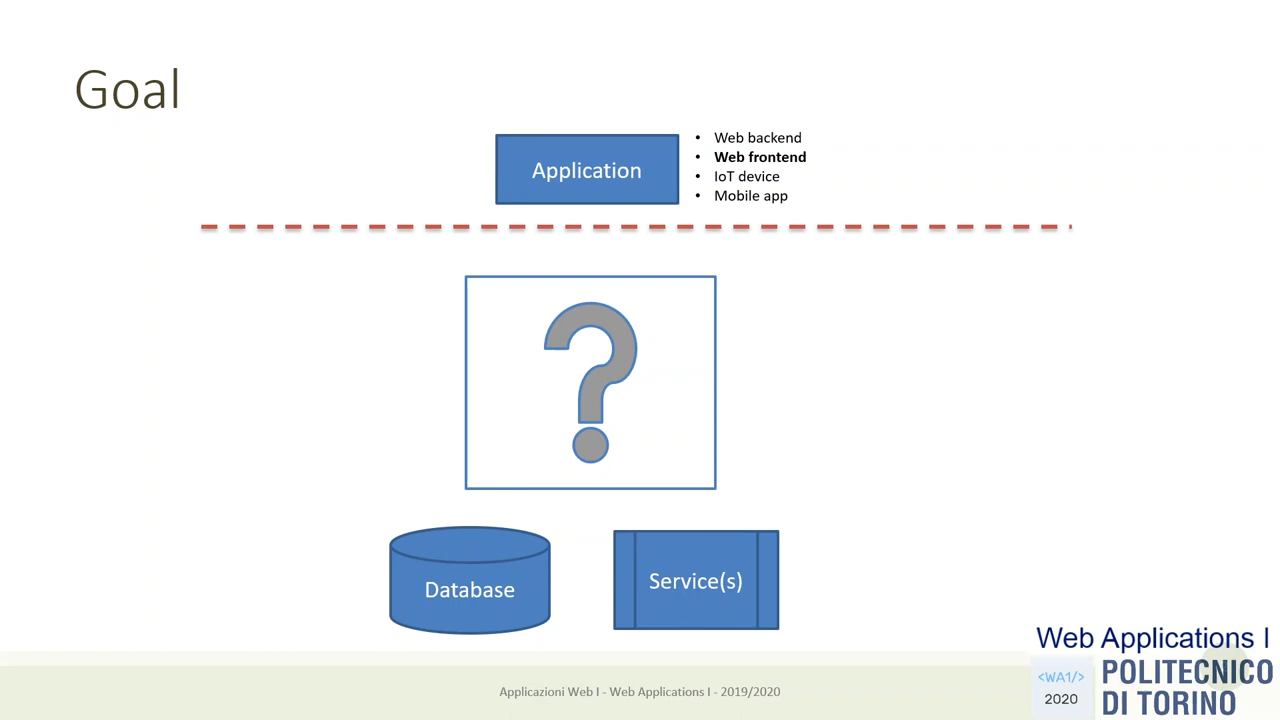 Goal
Application
• Web backend
• Web frontend
• IoT device
• Mobile app
?
Database
Service(s)
Web Applications I
<WA1/>
2020
POLITECNICO
DI TORINO
Applicazioni Web I - Web Applications I - 2019/2020